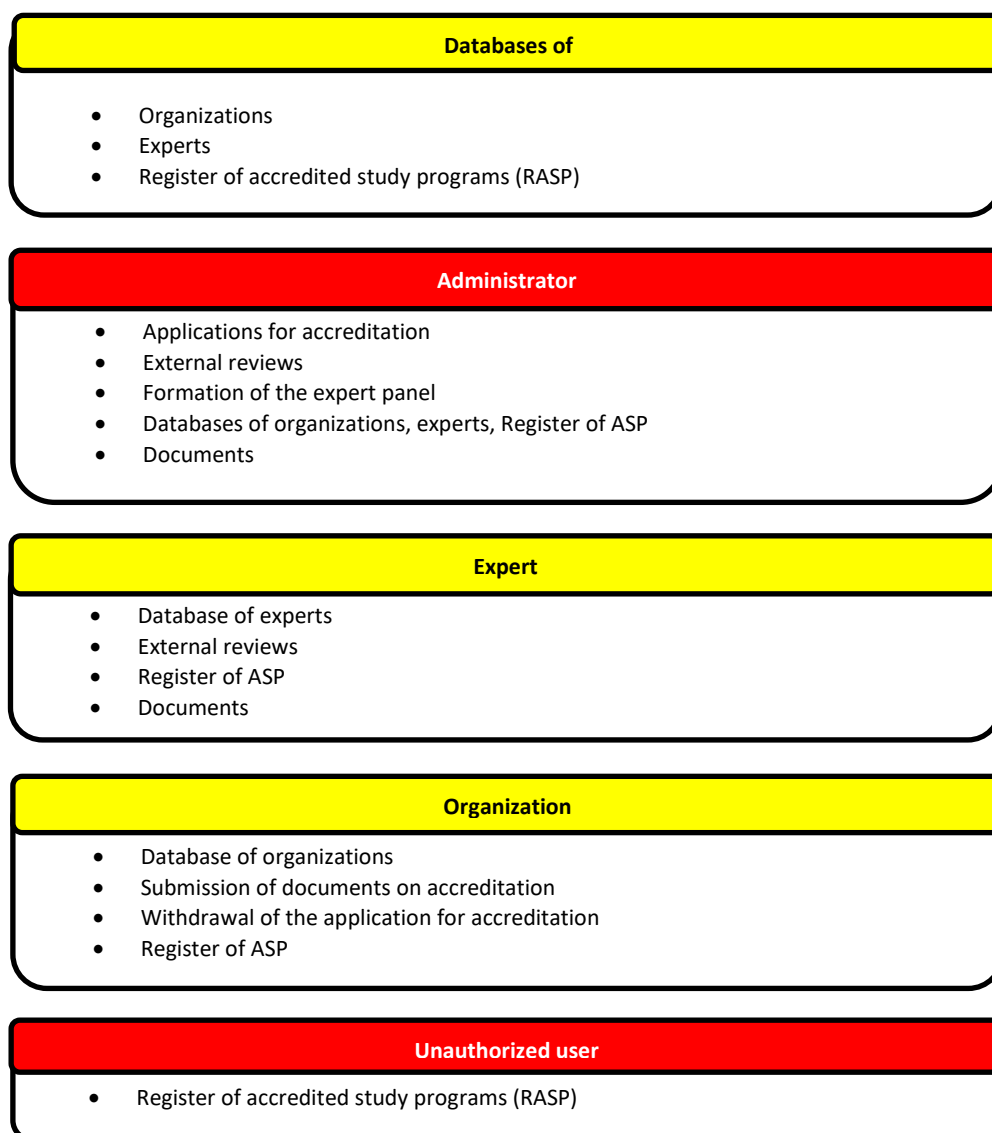 Databases of
• Organizations
• Experts
• Register of accredited study programs (RASP)
Administrator
• Applications for accreditation
• External reviews
• Formation of the expert panel
• Databases of organizations, experts, Register of ASP
• Documents
Expert
• Database of experts
• External reviews
• Register of ASP
• Documents
Organization
• Database of organizations
• Submission of documents on accreditation
• Withdrawal of the application for accreditation
• Register of ASP
Unauthorized user
• Register of accredited study programs (RASP)